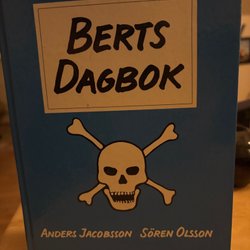 BERTS
DAGBOK
ANDERS JACOBSSON SÖREN OLSSON